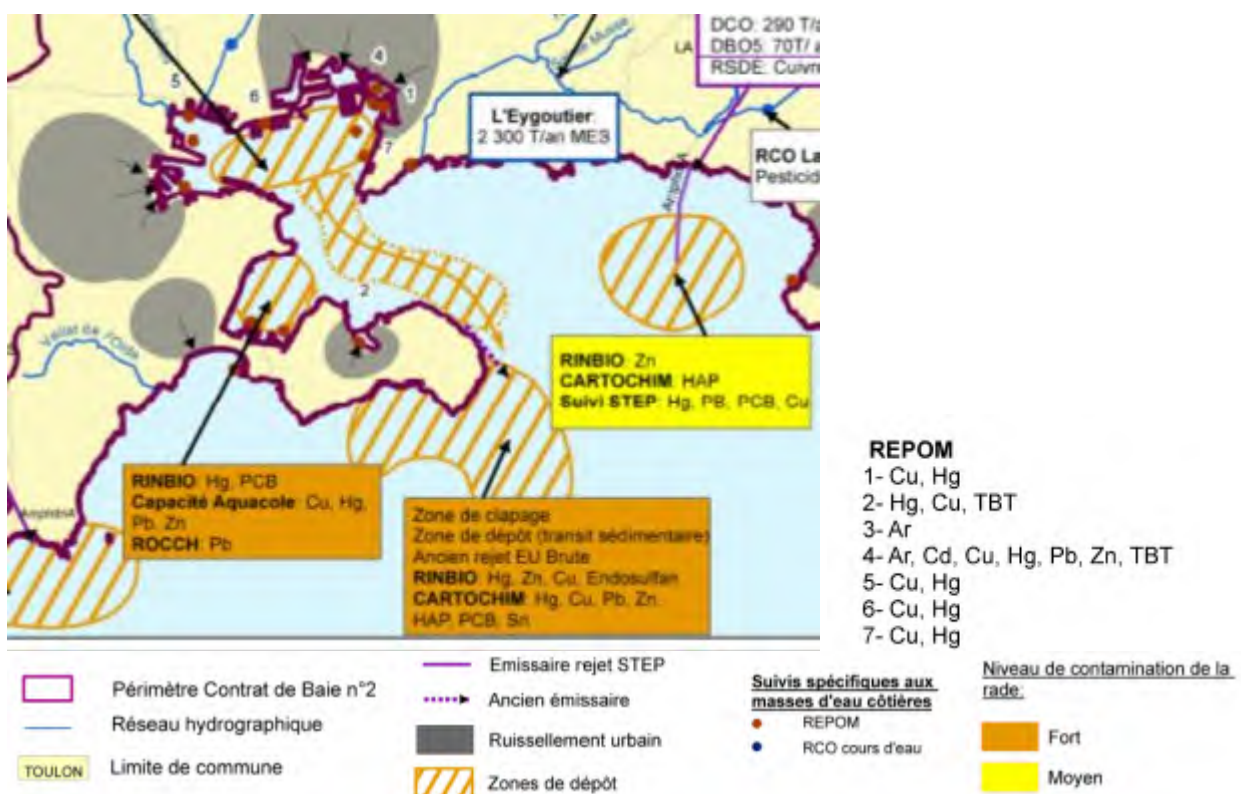 DCO: 290 T/
LA
DBO5: 70T/ a
RSDE: Cuivr
Musse
4
5
6
1
7
L'Eygoutier:
2 300 T/an MES
RCO La
Pesticid
AmphitriA
2
Vallat de
RINBIO: Zn
CARTOCHIM: HAP
Suivi STEP: Hg, PB, PCB, Cu
RINBIO: Hg, PCB
Capacité Aquacole: Cu, Hg,
Pb, Zn
ROCCH: Pb
AmphitriA
Zone de clapage
Zone de dépôt (transit sédimentaire)
Ancien rejet EU Brute
RINBIO: Hg, Zn, Cu, Endosulfan
CARTOCHIM: Hg, Cu, Pb, Zn,
HAP, PCB, Sn
REPOM
1- Cu, Hg
2- Hg, Cu, TBT
3- Ar
4- Ar, Cd, Cu, Hg, Pb, Zn, TBT
5- Cu, Hg
6- Cu, Hg
7- Cu, Hg
Périmètre Contrat de Baie n°2
Réseau hydrographique
TOULON
Limite de commune
Emissaire rejet STEP
Ancien émissaire
Ruissellement urbain
Zones de dépôt
Suivis spécifiques aux
masses d'eau côtières
REPOM
RCO cours d'eau
Niveau de contamination de la
rade:
Fort
Moyen